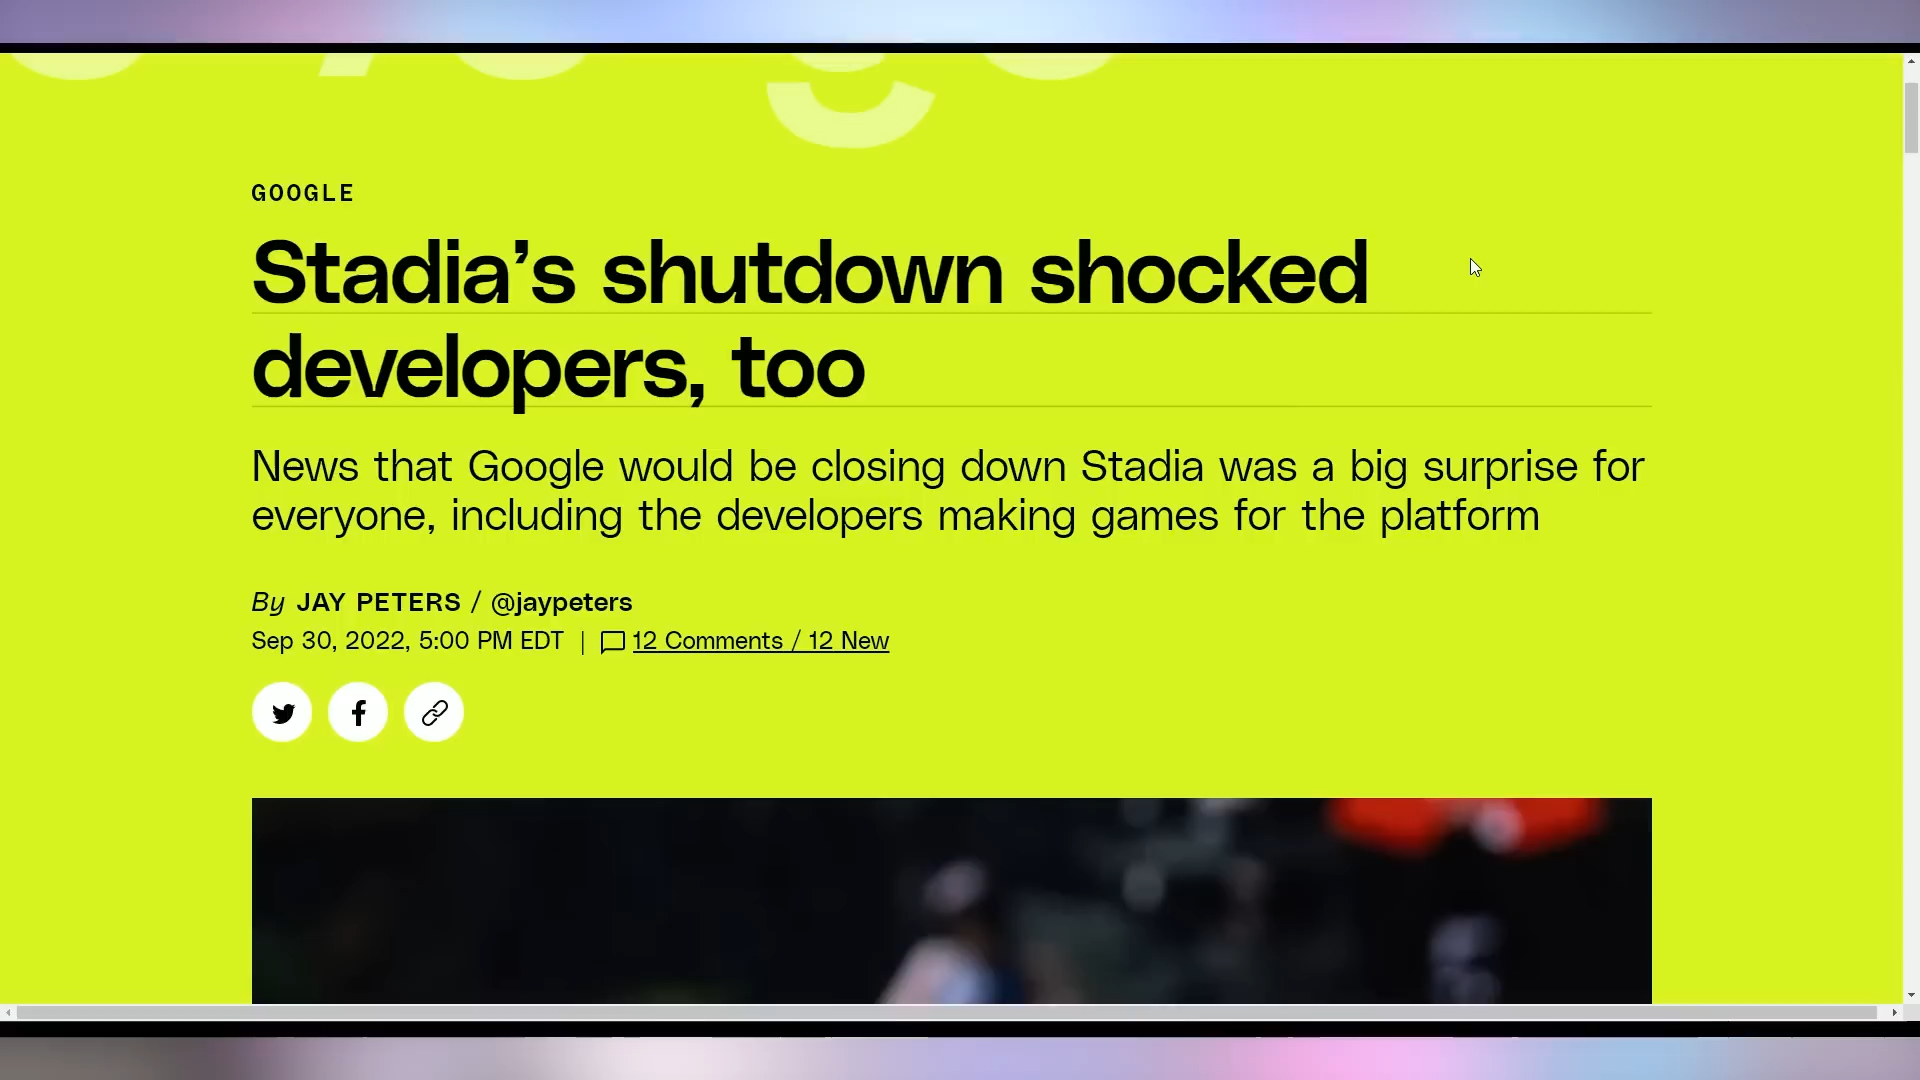 GOOGLE
Stadia’s shutdown shocked
developers, too
News that Google would be closing down Stadia was a big surprise for
everyone, including the developers making games for the platform
By JAY PETERS / @jaypeters
Sep 30, 2022, 5:00 PM EDT | 12 Comments / 12 New